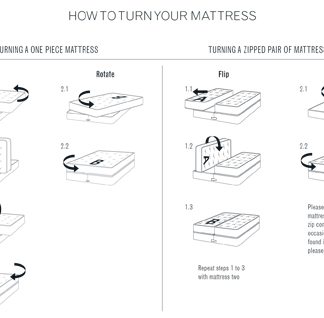 HOW TO TURN YOUR MATTRESS
TURNING A ONE PIECE MATTRESS
TURNING A ZIPPED PAIR OF MATTRESS
Rotate
Flip
2.1
1.1
2.1
A
2.2
1.2
2.2
B
A
1.3
B
Please
mattres
zip con
occasi
found i
please
Repeat steps 1 to 3
with mattress two